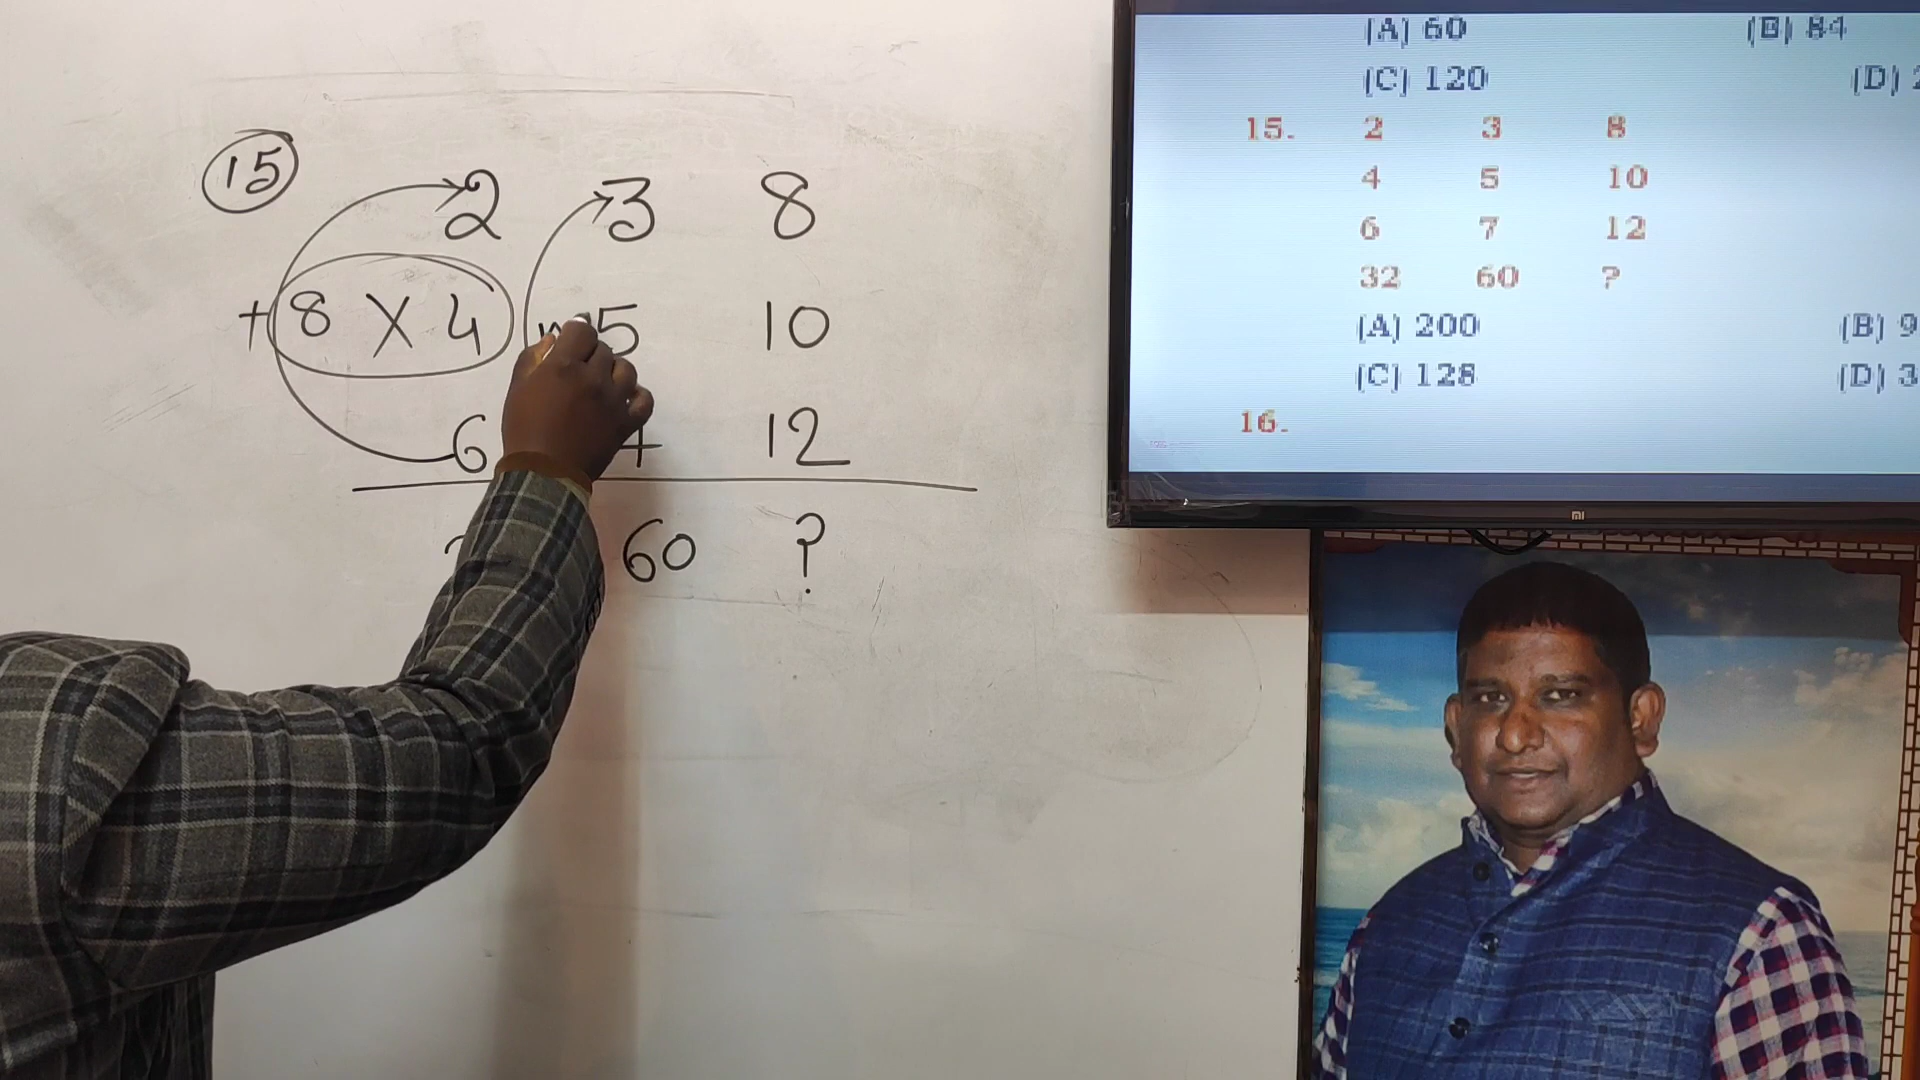 15
2 3 8
+ 8 X 4 5 10
6 7 12
60 ?
(A) 60 (B) 84
(C) 120 (D)
15. 2 3 8
4 5 10
6 7 12
32 60 ?
(A) 200 (B) 9
(C) 128 (D) 3
16.
mi